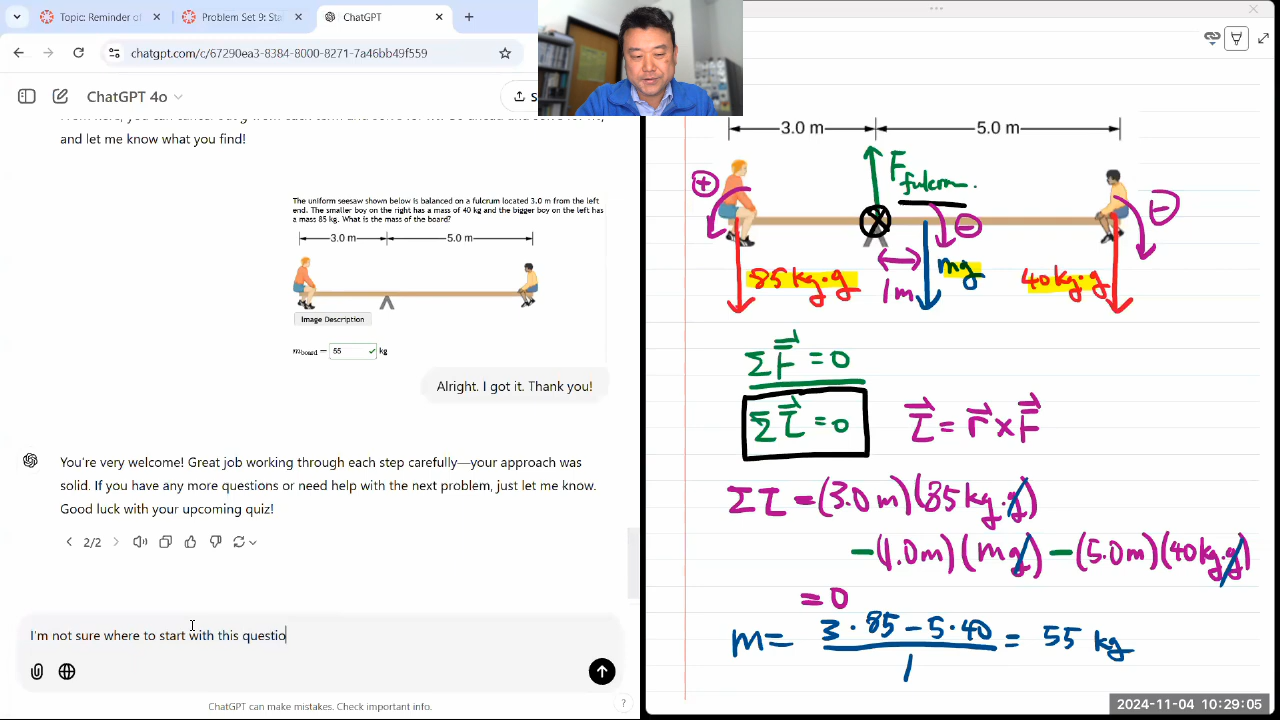 Topic: Reminder of
Problem Set 9: Sta
ChatGPT
chatgpt.com/c/67290aa3-8384-8000-8271-7a46bb49f559
ChatGPT 4o
and let me know what you find!
The uniform seesaw shown below is balanced on a fulcrum located 3.0 m from the left
end. The smaller boy on the right has a mass of 40 kg and the bigger boy on the left has
a mass 85 kg. What is the mass of the board?
3.0 m 5.0 m
Image Description
mboard = 55 kg
Alright. I got it. Thank you!
You're very welcome! Great job working through each step carefully—your approach was
solid. If you have any more questions or need help with the next problem, just let me know.
Good luck with your upcoming quiz!
2/2
I'm not sure where to start with this questio
ChatGPT can make mistakes. Check important info.
?
3.0 m 5.0 m
F fulcrum
+ − −
85 kg·g 1m mg 40 kg·g
ΣF⃗ = 0
Στ⃗ = 0 τ⃗ = r⃗ × F⃗
Στ = (3.0 m)(85 kg·g)
− (1.0 m)(mg) − (5.0 m)(40 kg·g)
= 0
m = 3·85 − 5·40 / 1 = 55 kg
2024-11-04 10:29:05